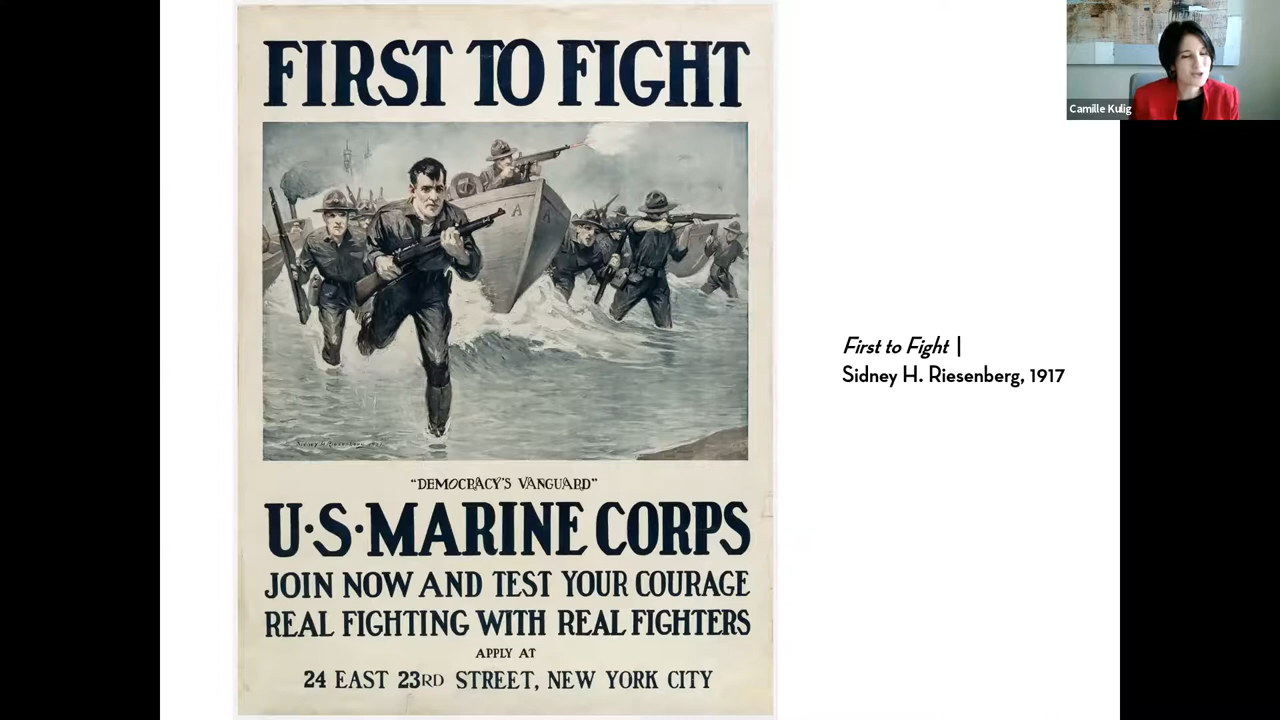 FIRST TO FIGHT
A A
"DEMOCRACY'S VANGUARD"
U·S·MARINE CORPS
JOIN NOW AND TEST YOUR COURAGE
REAL FIGHTING WITH REAL FIGHTERS
APPLY AT
24 EAST 23RD STREET, NEW YORK CITY
First to Fight |
Sidney H. Riesenberg, 1917
Camille Kulig